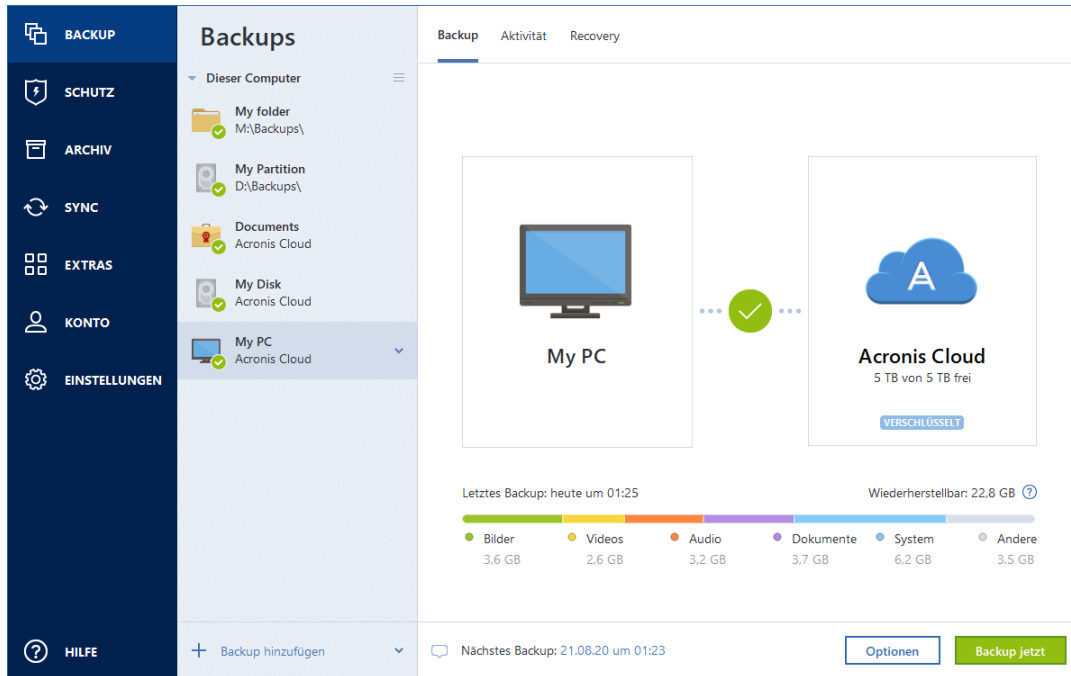 BACKUP
SCHUTZ
ARCHIV
SYNC
EXTRAS
KONTO
EINSTELLUNGEN
HILFE
Backups
Dieser Computer
My folder
M:\Backups\
My Partition
D:\Backups\
Documents
Acronis Cloud
My Disk
Acronis Cloud
My PC
Acronis Cloud
Backup hinzufügen
Backup Aktivität Recovery
My PC
A
Acronis Cloud
5 TB von 5 TB frei
VERSCHLÜSSELT
Letztes Backup: heute um 01:25 Wiederherstellbar: 22,8 GB ?
Bilder Videos Audio Dokumente System Andere
3,6 GB 2,6 GB 3,2 GB 3,7 GB 6,2 GB 3,5 GB
Nächstes Backup: 21.08.20 um 01:23 Optionen Backup jetzt